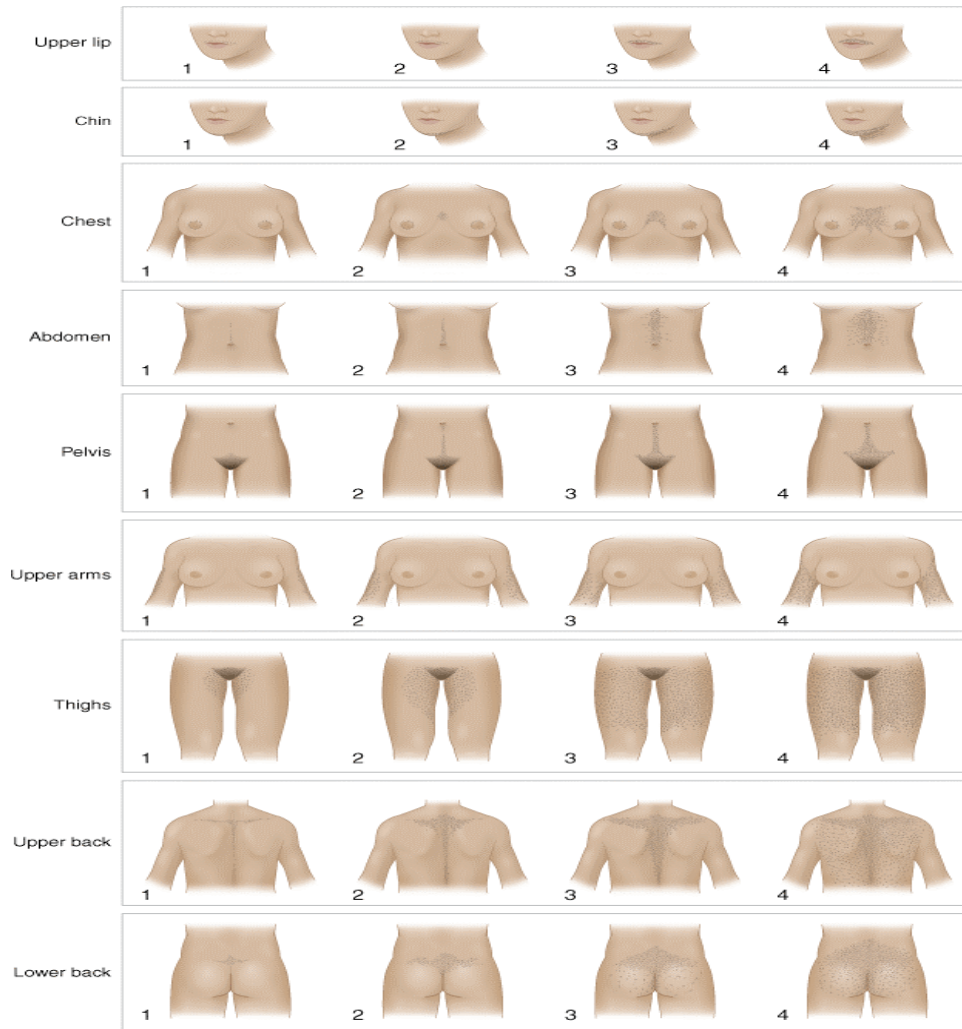 Upper lip
1 2 3 4
Chin
1 2 3 4
Chest
1 2 3 4
Abdomen
1 2 3 4
Pelvis
1 2 3 4
Upper arms
1 2 3 4
Thighs
1 2 3 4
Upper back
1 2 3 4
Lower back
1 2 3 4